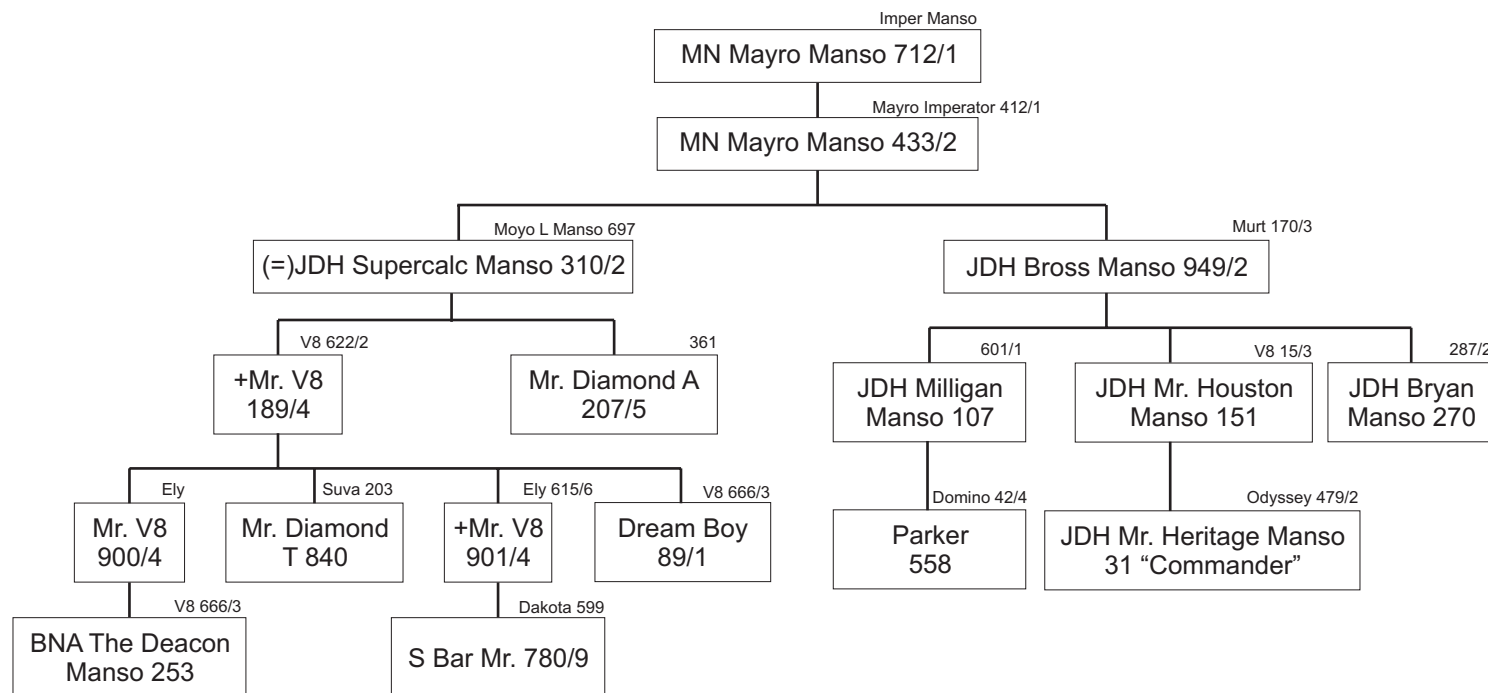 Imper Manso
MN Mayro Manso 712/1
Mayro Imperator 412/1
MN Mayro Manso 433/2
Moyo L Manso 697
(=)JDH Supercalc Manso 310/2
Murt 170/3
JDH Bross Manso 949/2
V8 622/2
+Mr. V8
189/4
361
Mr. Diamond A
207/5
601/1
JDH Milligan
Manso 107
V8 15/3
JDH Mr. Houston
Manso 151
287/2
JDH Bryan
Manso 270
Ely
Mr. V8
900/4
Suva 203
Mr. Diamond
T 840
Ely 615/6
+Mr. V8
901/4
V8 666/3
Dream Boy
89/1
Domino 42/4
Parker
558
Odyssey 479/2
JDH Mr. Heritage Manso
31 “Commander”
V8 666/3
BNA The Deacon
Manso 253
Dakota 599
S Bar Mr. 780/9